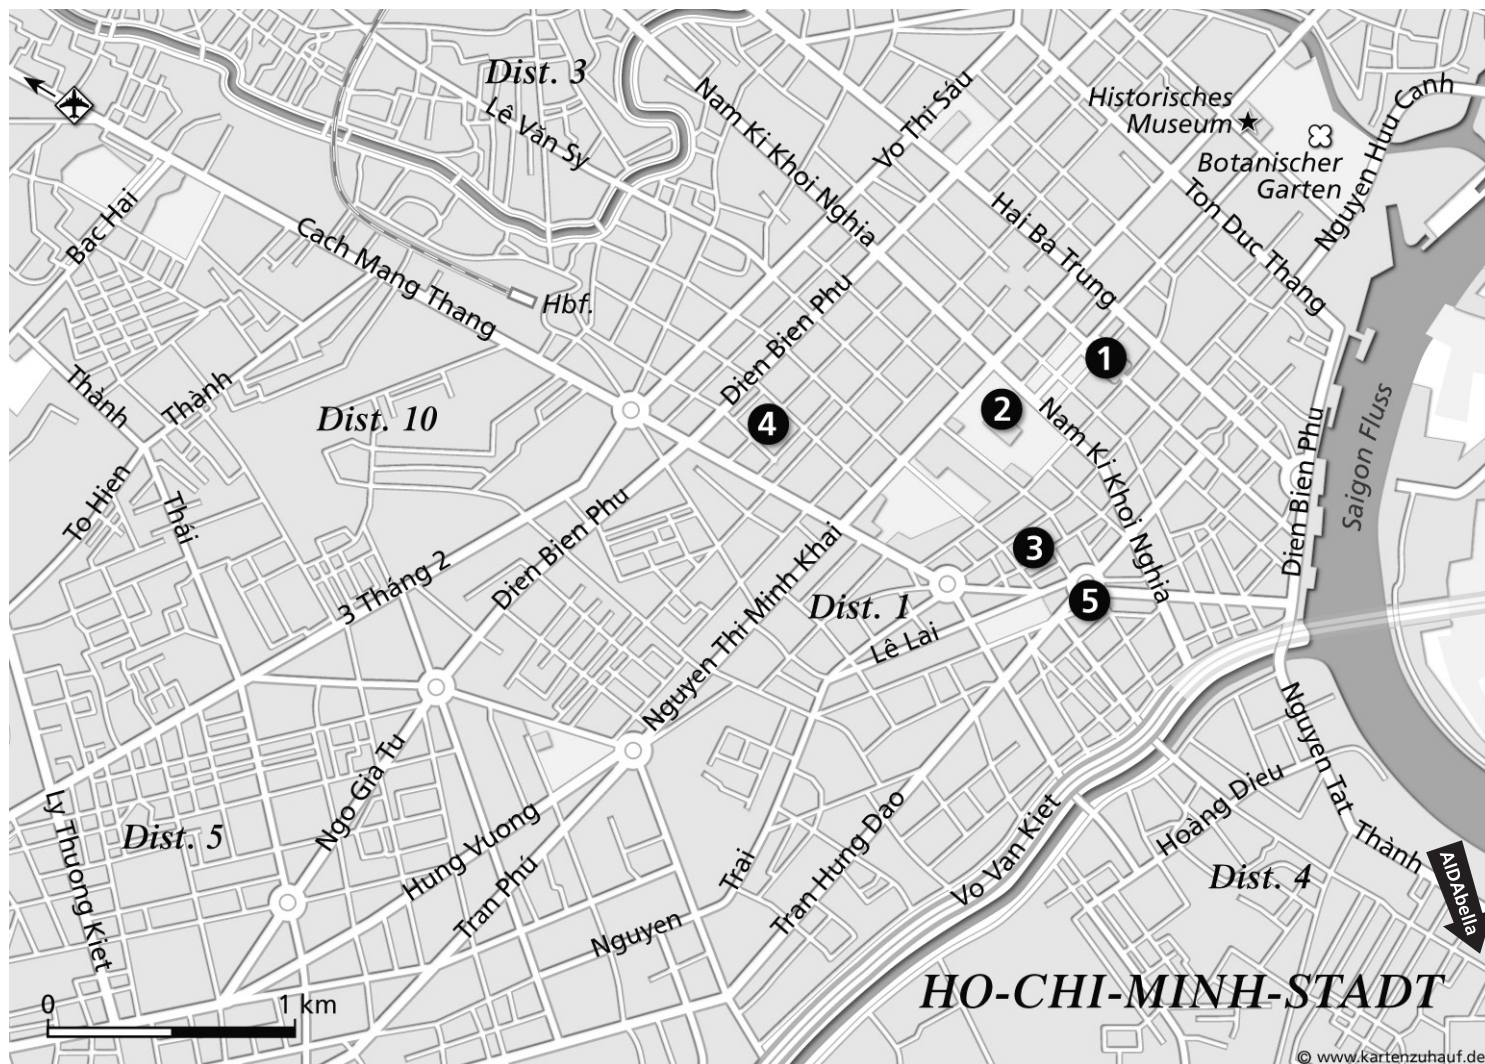 Dist. 3
Lê Văn Sy
Nam Ki Khoi Nghia
Vo Thi Sáu
Historisches
Museum
Botanischer
Garten
Nguyen Huu Canh
Ton Duc Thang
Hai Ba Trung
Bac Hai
Cach Mang Thang
Hbf.
Dien Bien Phu
1
2
4
Nam Ki Khoi Nghia
Dien Bien Phu
Saigon Fluss
Thành
Thành
Dist. 10
To Hien
Thái
3 Tháng 2
Dien Bien Phu
Nguyen Thi Minh Khai
3
5
Dist. 1
Lê Lai
Nguyen Tat Thành
Hoàng Dieu
Dist. 4
AIDAbella
Ly Thuong Kiet
Dist. 5
Ngo Gia Tu
Hung Vuong
Tran Phú
Nguyen Trai
Tran Hung Dao
Vo Van Kiet
HO-CHI-MINH-STADT
0 1 km
© www.kartenzuhauf.de